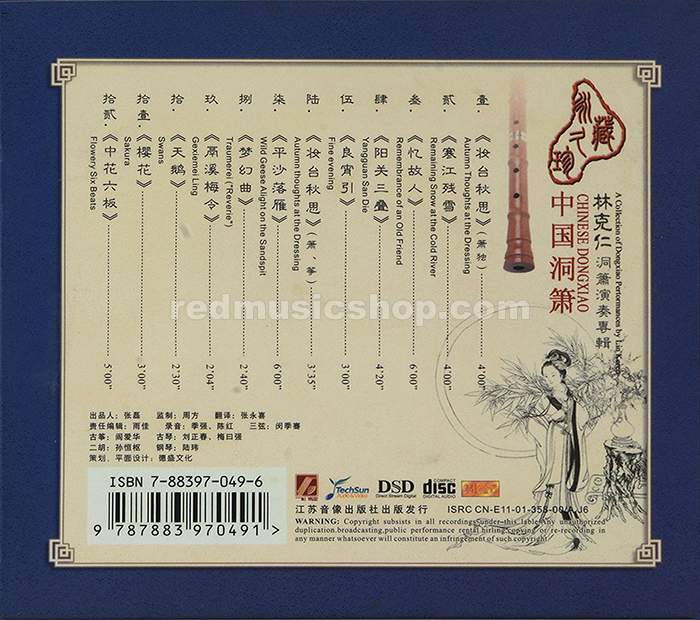 藏
家
之
珍
A Collection of Dongxiao Performances by Lin Keren
林克仁 洞箫演奏專輯
CHINESE DONGXIAO
中国洞箫
壹·《妆台秋思》(箫独) 4'00"
Autumn Thoughts at the Dressing
贰·《寒江残雪》 4'00"
Remaining Snow at the Cold River
叁·《忆故人》 6'00"
Remembrance of an Old Friend
肆·《阳关三叠》 4'20"
Yangguan San Die
伍·《良宵引》 3'00"
Fine evening
陆·《妆台秋思》(箫、筝) 3'35"
Autumn thoughts at the Dressing
柒·《平沙落雁》 6'00"
Wild Geese Alight on the Sandspit
捌·《梦幻曲》 2'40"
Traumerei ("Reverie")
玖·《鬲溪梅令》 2'04"
Geximei Ling
拾·《天鹅》 2'30"
Swans
拾壹·《樱花》 3'00"
Sakura
拾贰·《中花六板》 5'00"
Flowery Six Beats
redmusicshop.com
出品人：张磊 监制：周方 翻译：张永喜
责任编辑：雨佳 录音：季强、陈红 三弦：闵季骞
古筝：阎爱华 古琴：刘正春、梅曰强
二胡：孙恒枢 钢琴：陆玮
策划、平面设计：德盛文化
ISBN 7-88397-049-6
9 787883 970491 >
TechSun
Audio & Video
DSD
Direct Stream Digital
COMPACT
disc
DIGITAL AUDIO
江苏音像出版社出版发行
ISRC CN-E11-01-358-00/A.J6
WARNING: Copyright subsists in all recordings under this lable.Any unauthorized
duplication.broadcasting,public performance rental hiring,copying or re-recording in
any manner whatsoever will constitute an infringement of such copyright